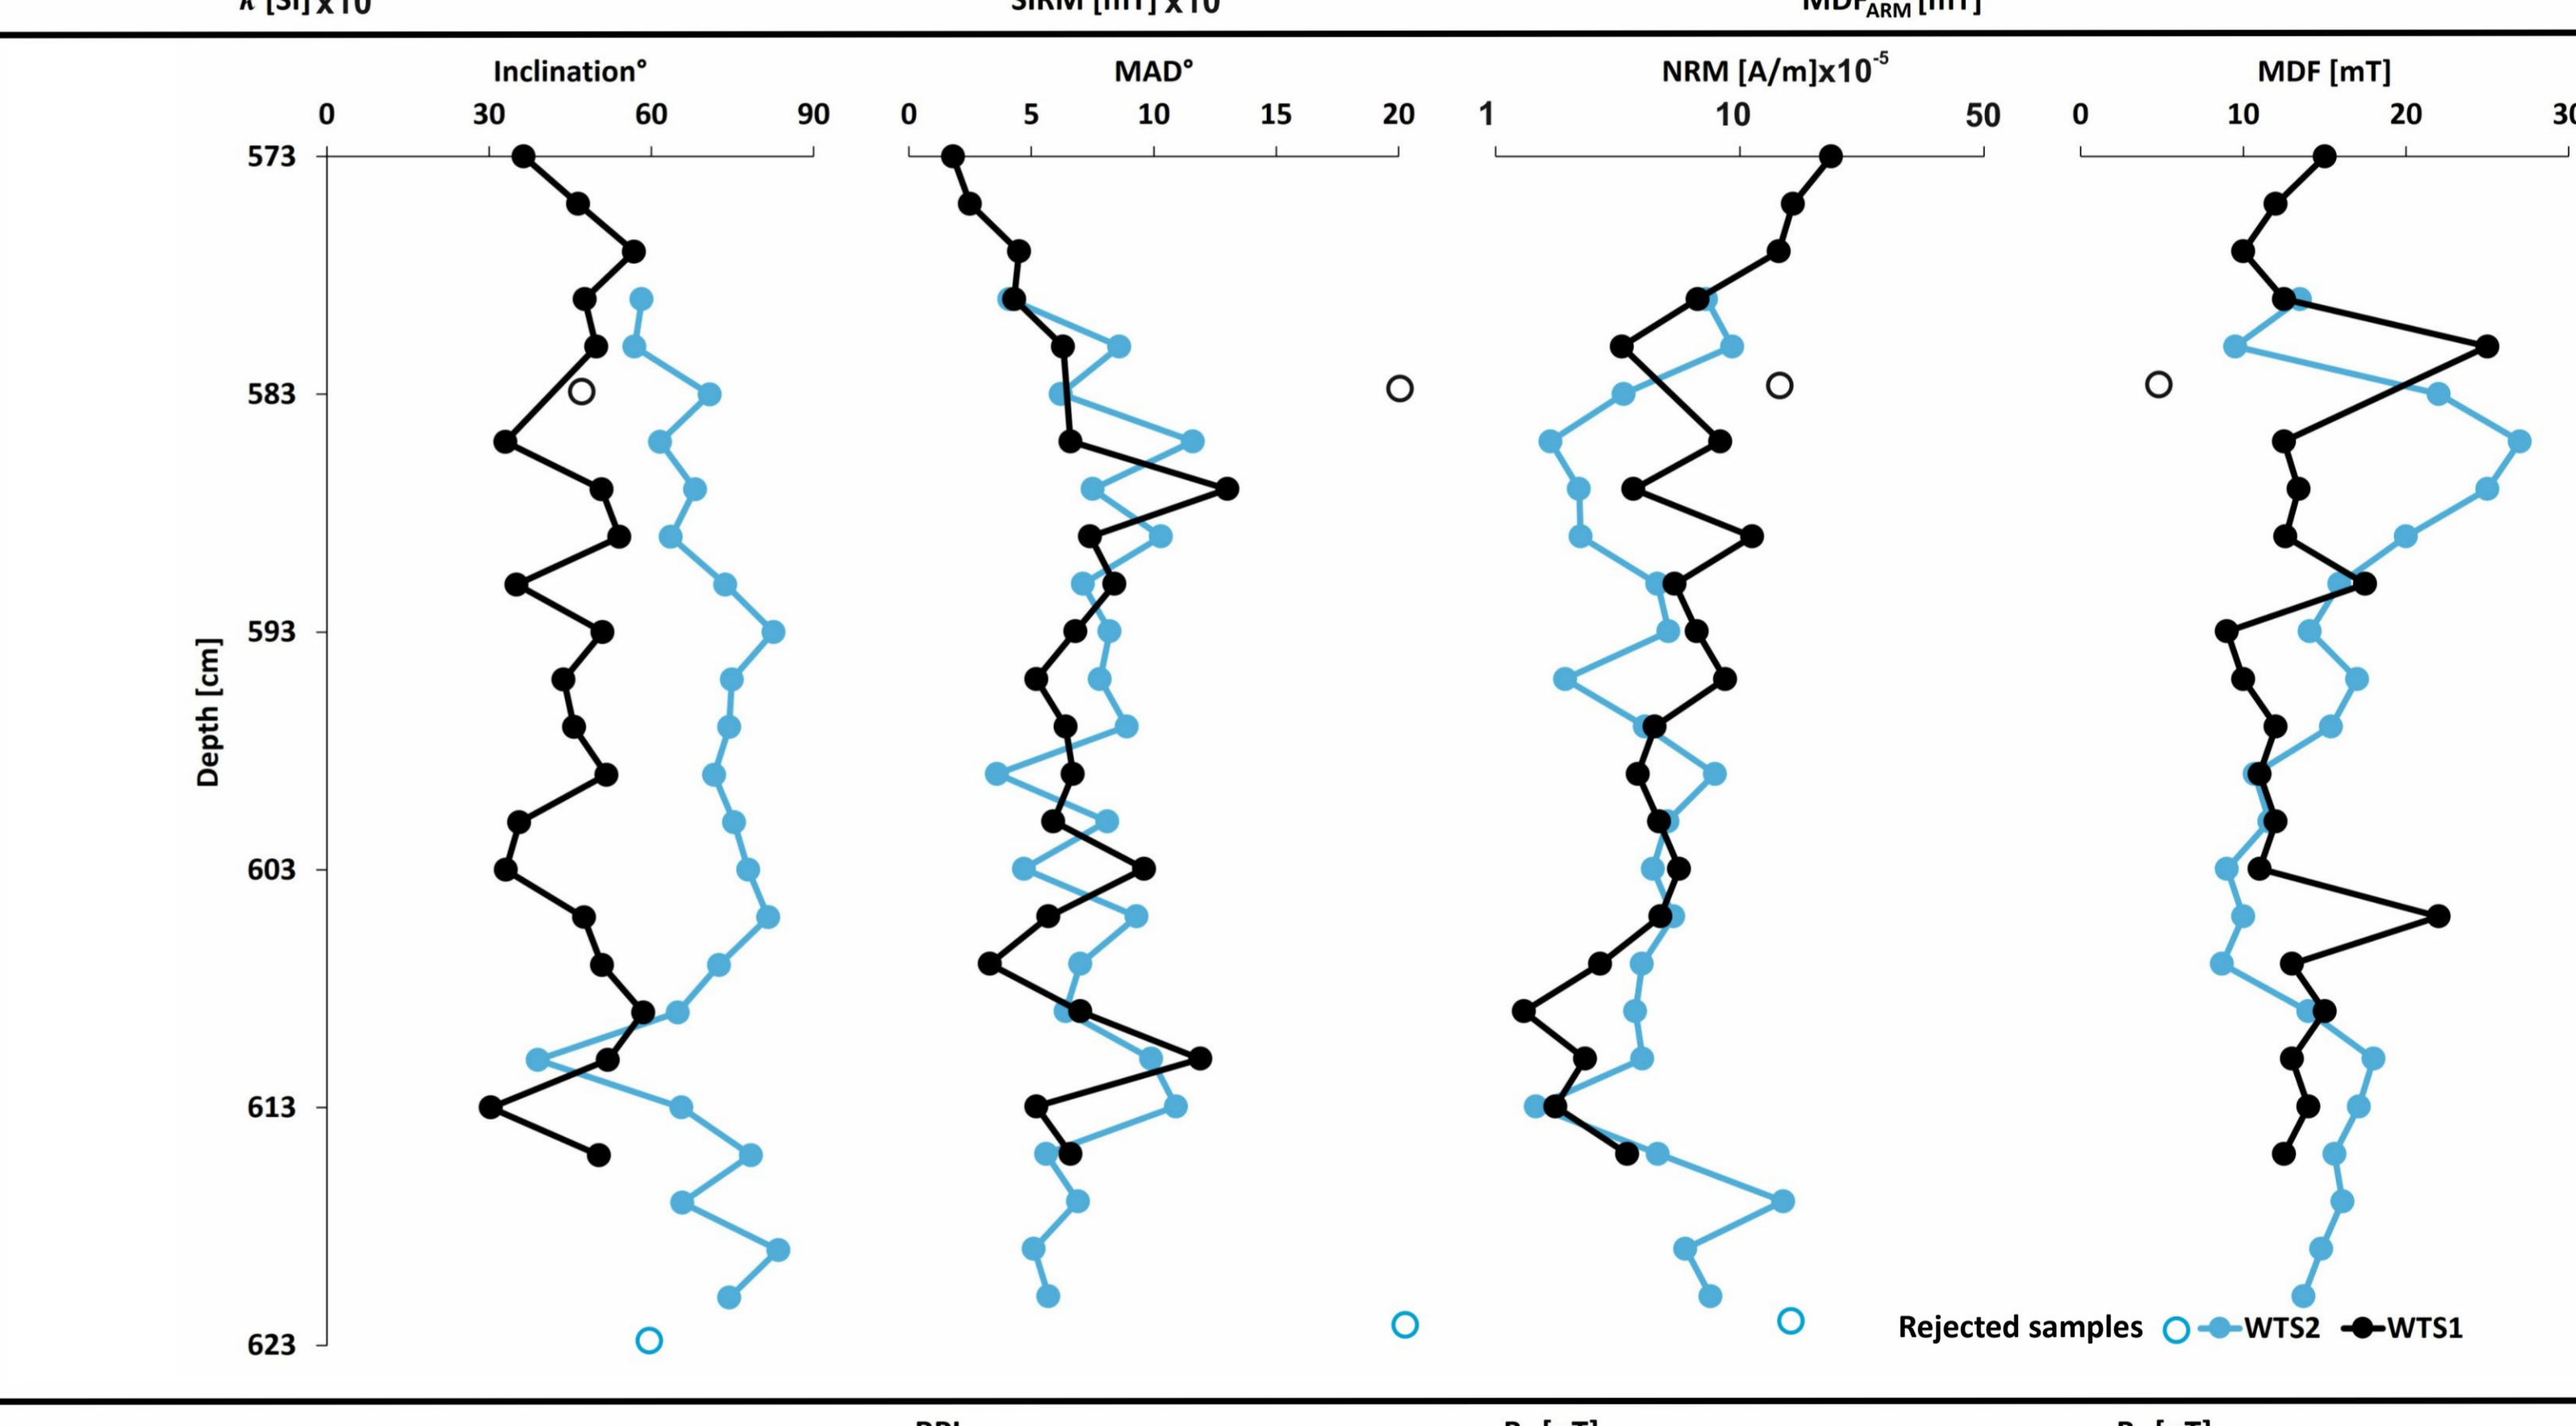 Inclination° MAD° NRM [A/m]x10⁻⁵ MDF [mT]
0 30 60 90 0 5 10 15 20 1 10 50 0 10 20
573
583
593
603
613
623
Depth [cm]
Rejected samples WTS2 WTS1